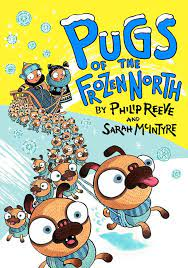 PUGS
OF THE
FROZEN NORTH
BY PHILIP REEVE
AND
SARAH McINTYRE